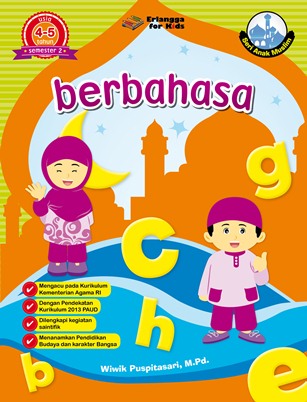 usia
4-5
tahun
semester 2
Erlangga
for Kids
Seri Anak Muslim
berbahasa
g
c
h
Mengacu pada Kurikulum
Kementerian Agama RI
Dengan Pendekatan
Kurikulum 2013 PAUD
Dilengkapi kegiatan
saintifik
Menanamkan Pendidikan
Budaya dan karakter Bangsa
b
e
Wiwik Puspitasari, M.Pd.